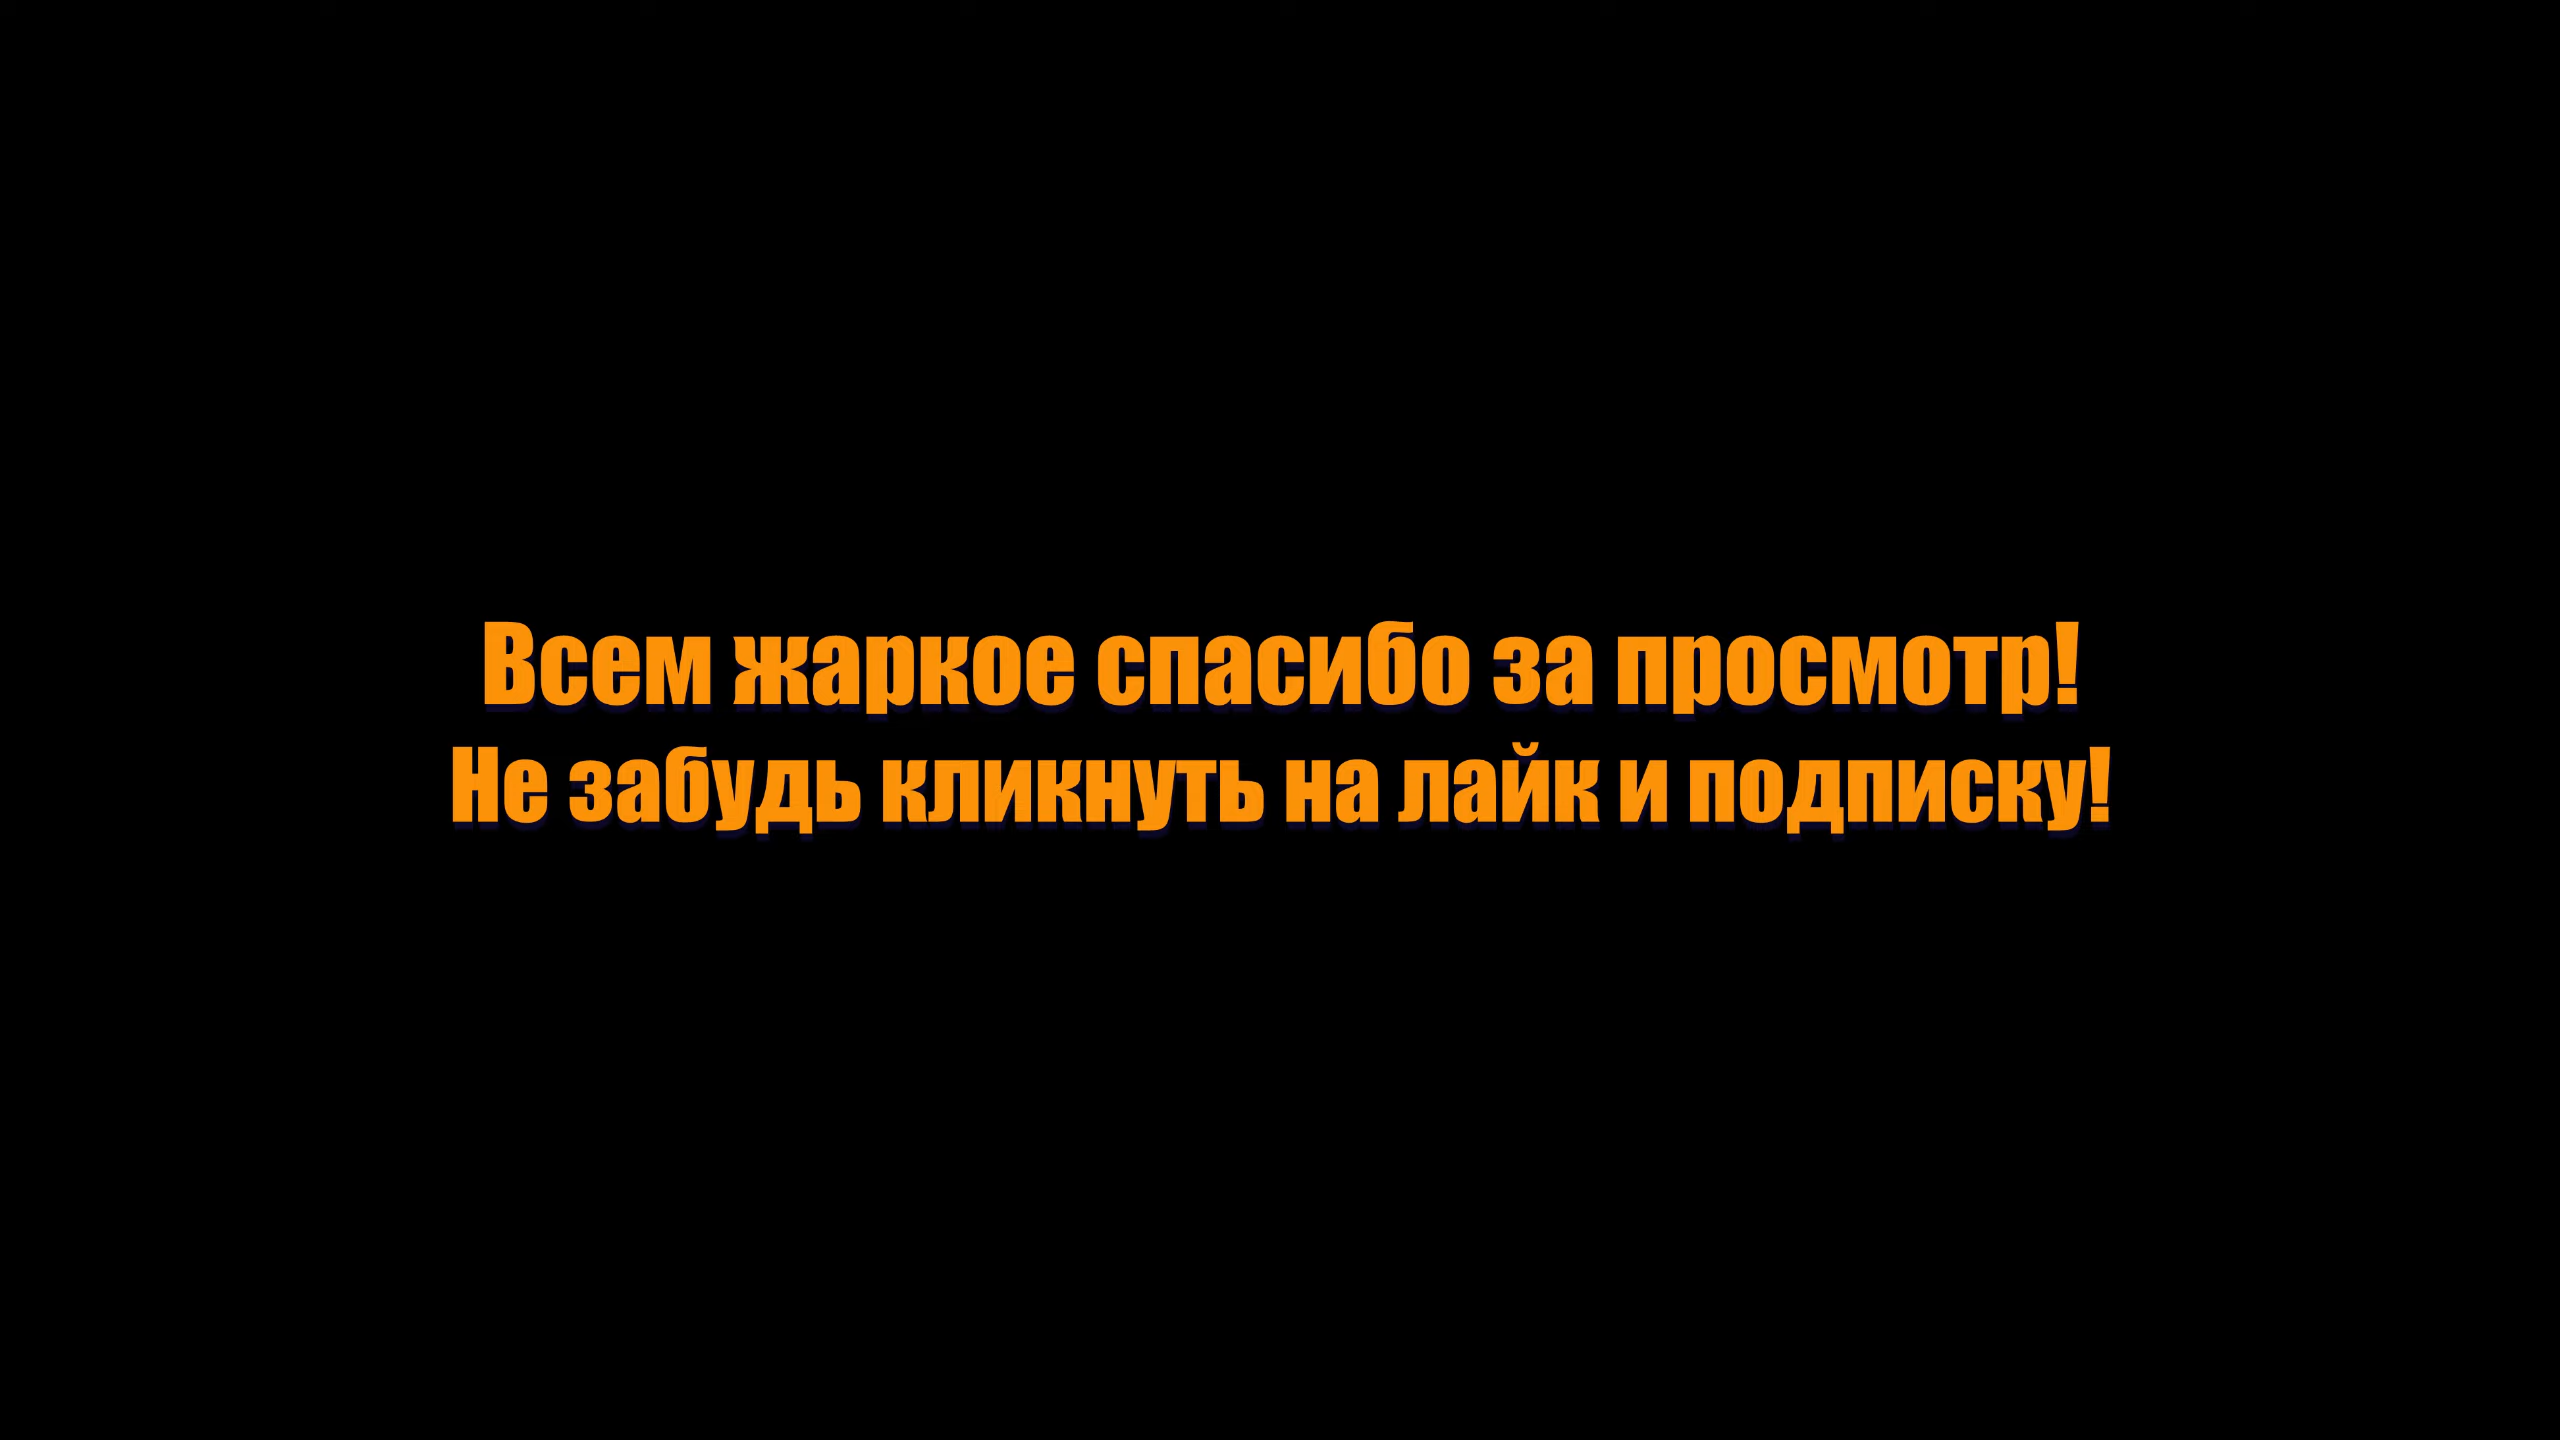 Всем жаркое спасибо за просмотр!
Не забудь кликнуть на лайк и подписку!